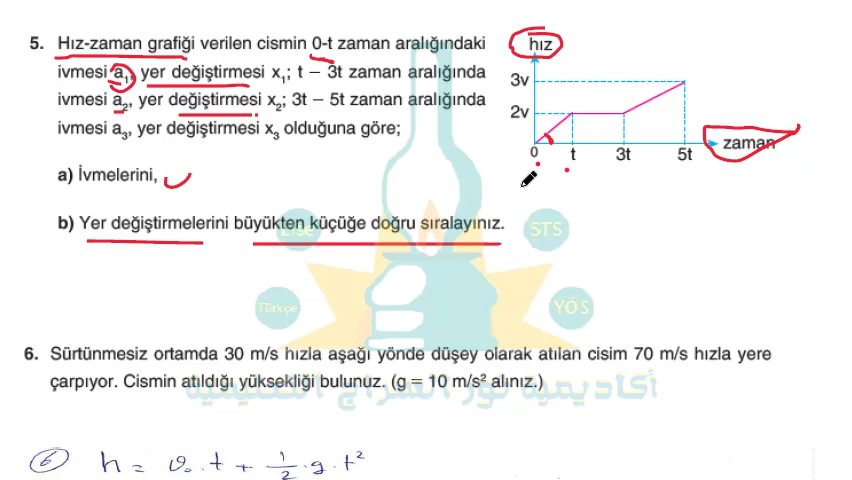 5. Hız-zaman grafiği verilen cismin 0-t zaman aralığındaki
ivmesi a₁, yer değiştirmesi x₁; t – 3t zaman aralığında
ivmesi a₂, yer değiştirmesi x₂; 3t – 5t zaman aralığında
ivmesi a₃, yer değiştirmesi x₃ olduğuna göre;
a) İvmelerini,
b) Yer değiştirmelerini büyükten küçüğe doğru sıralayınız.
hız
3v
2v
0 t 3t 5t
zaman
STS
Türkçe
YÖS
6. Sürtünmesiz ortamda 30 m/s hızla aşağı yönde düşey olarak atılan cisim 70 m/s hızla yere
çarpıyor. Cismin atıldığı yüksekliği bulunuz. (g = 10 m/s² alınız.)
أكاديمية نور المعراج التعليمية
6 h = v₀.t + 1/2 .g.t²